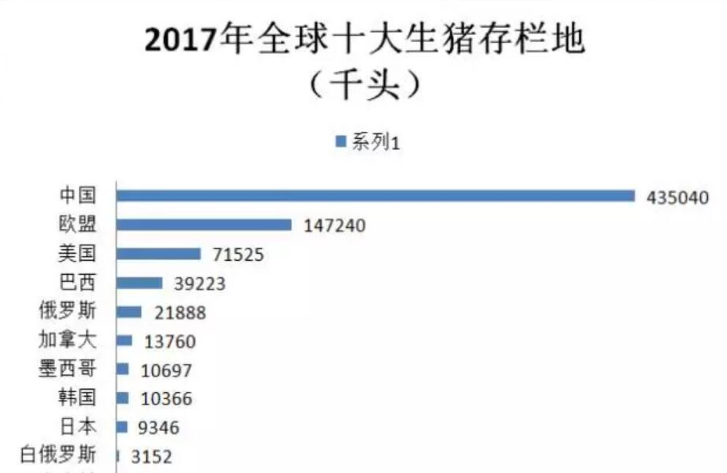 2017年全球十大生猪存栏地
（千头）
系列1
中国 435040
欧盟 147240
美国 71525
巴西 39223
俄罗斯 21888
加拿大 13760
墨西哥 10697
韩国 10366
日本 9346
白俄罗斯 3152